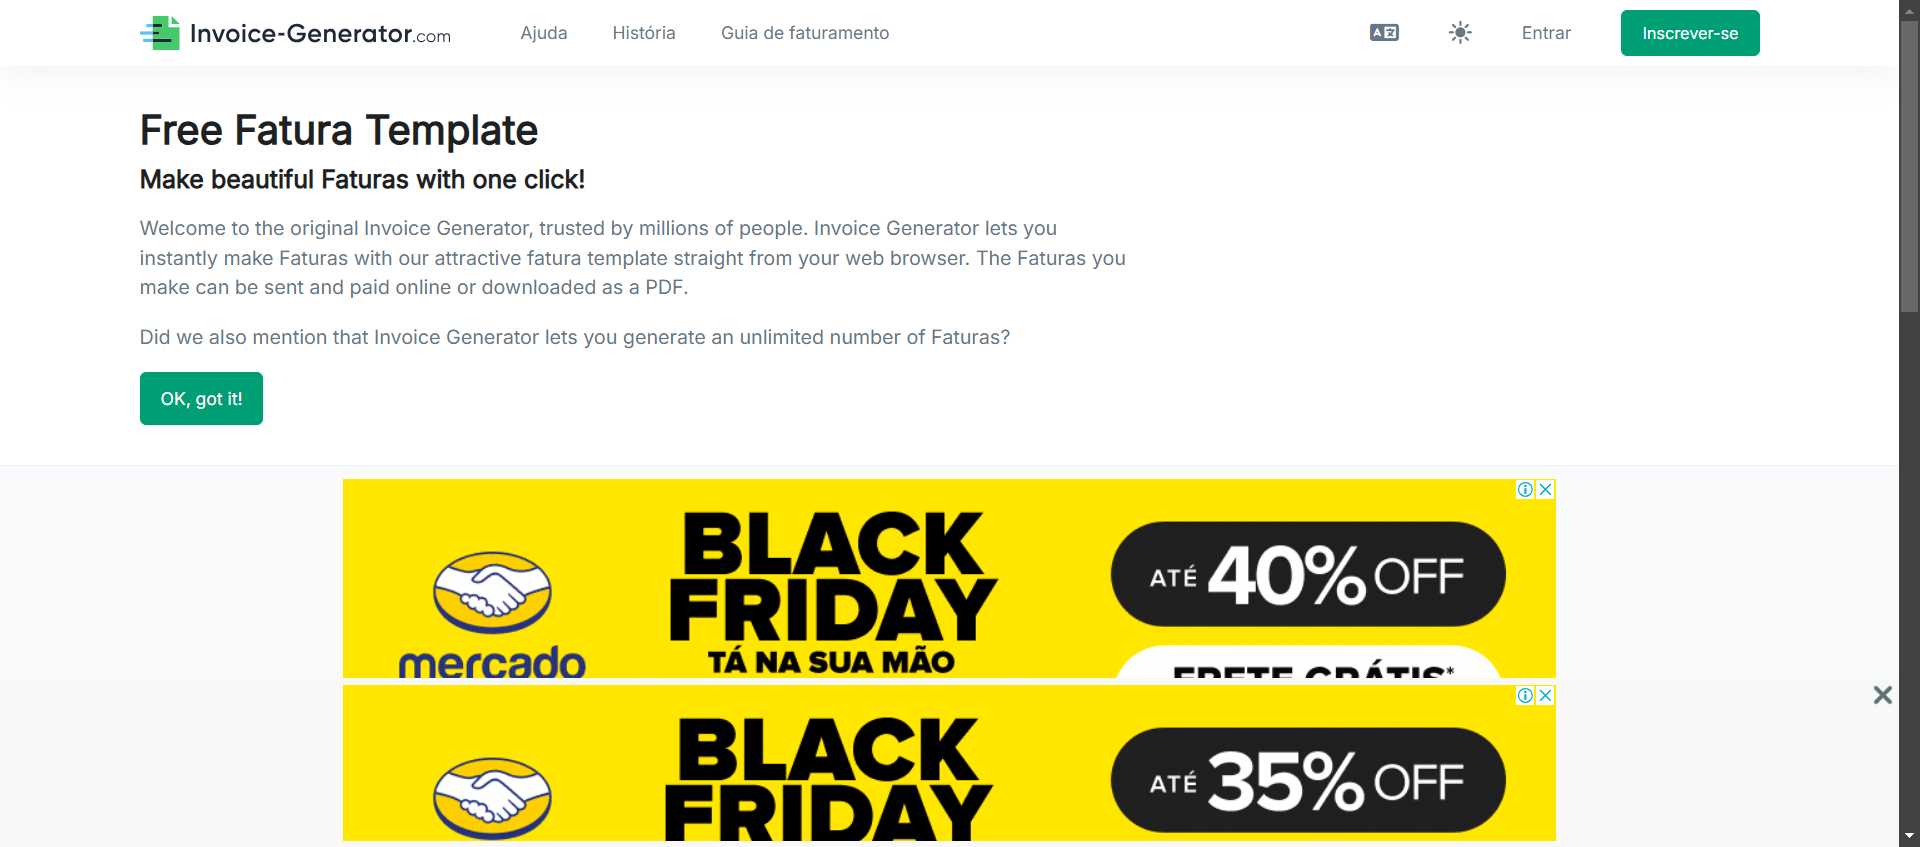 Invoice-Generator.com
Ajuda
História
Guia de faturamento
Entrar
Inscrever-se
Free Fatura Template
Make beautiful Faturas with one click!
Welcome to the original Invoice Generator, trusted by millions of people. Invoice Generator lets you
instantly make Faturas with our attractive fatura template straight from your web browser. The Faturas you
make can be sent and paid online or downloaded as a PDF.
Did we also mention that Invoice Generator lets you generate an unlimited number of Faturas?
OK, got it!
mercado
BLACK
FRIDAY
TÁ NA SUA MÃO
ATÉ 40% OFF
FRETE GRÁTIS*
BLACK
FRIDAY
ATÉ 35% OFF